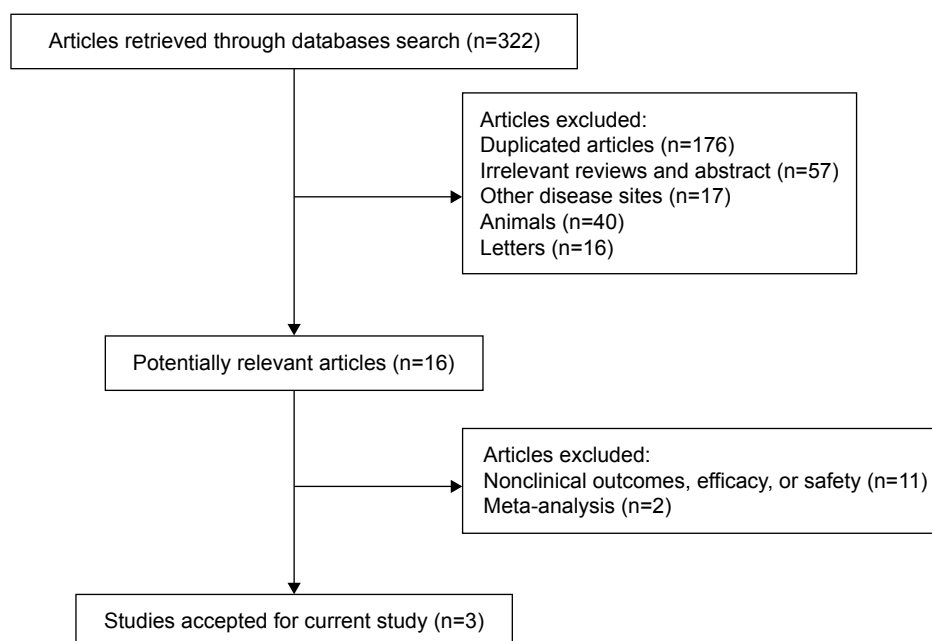 Articles retrieved through databases search (n=322)
Articles excluded:
Duplicated articles (n=176)
Irrelevant reviews and abstract (n=57)
Other disease sites (n=17)
Animals (n=40)
Letters (n=16)
Potentially relevant articles (n=16)
Articles excluded:
Nonclinical outcomes, efficacy, or safety (n=11)
Meta-analysis (n=2)
Studies accepted for current study (n=3)